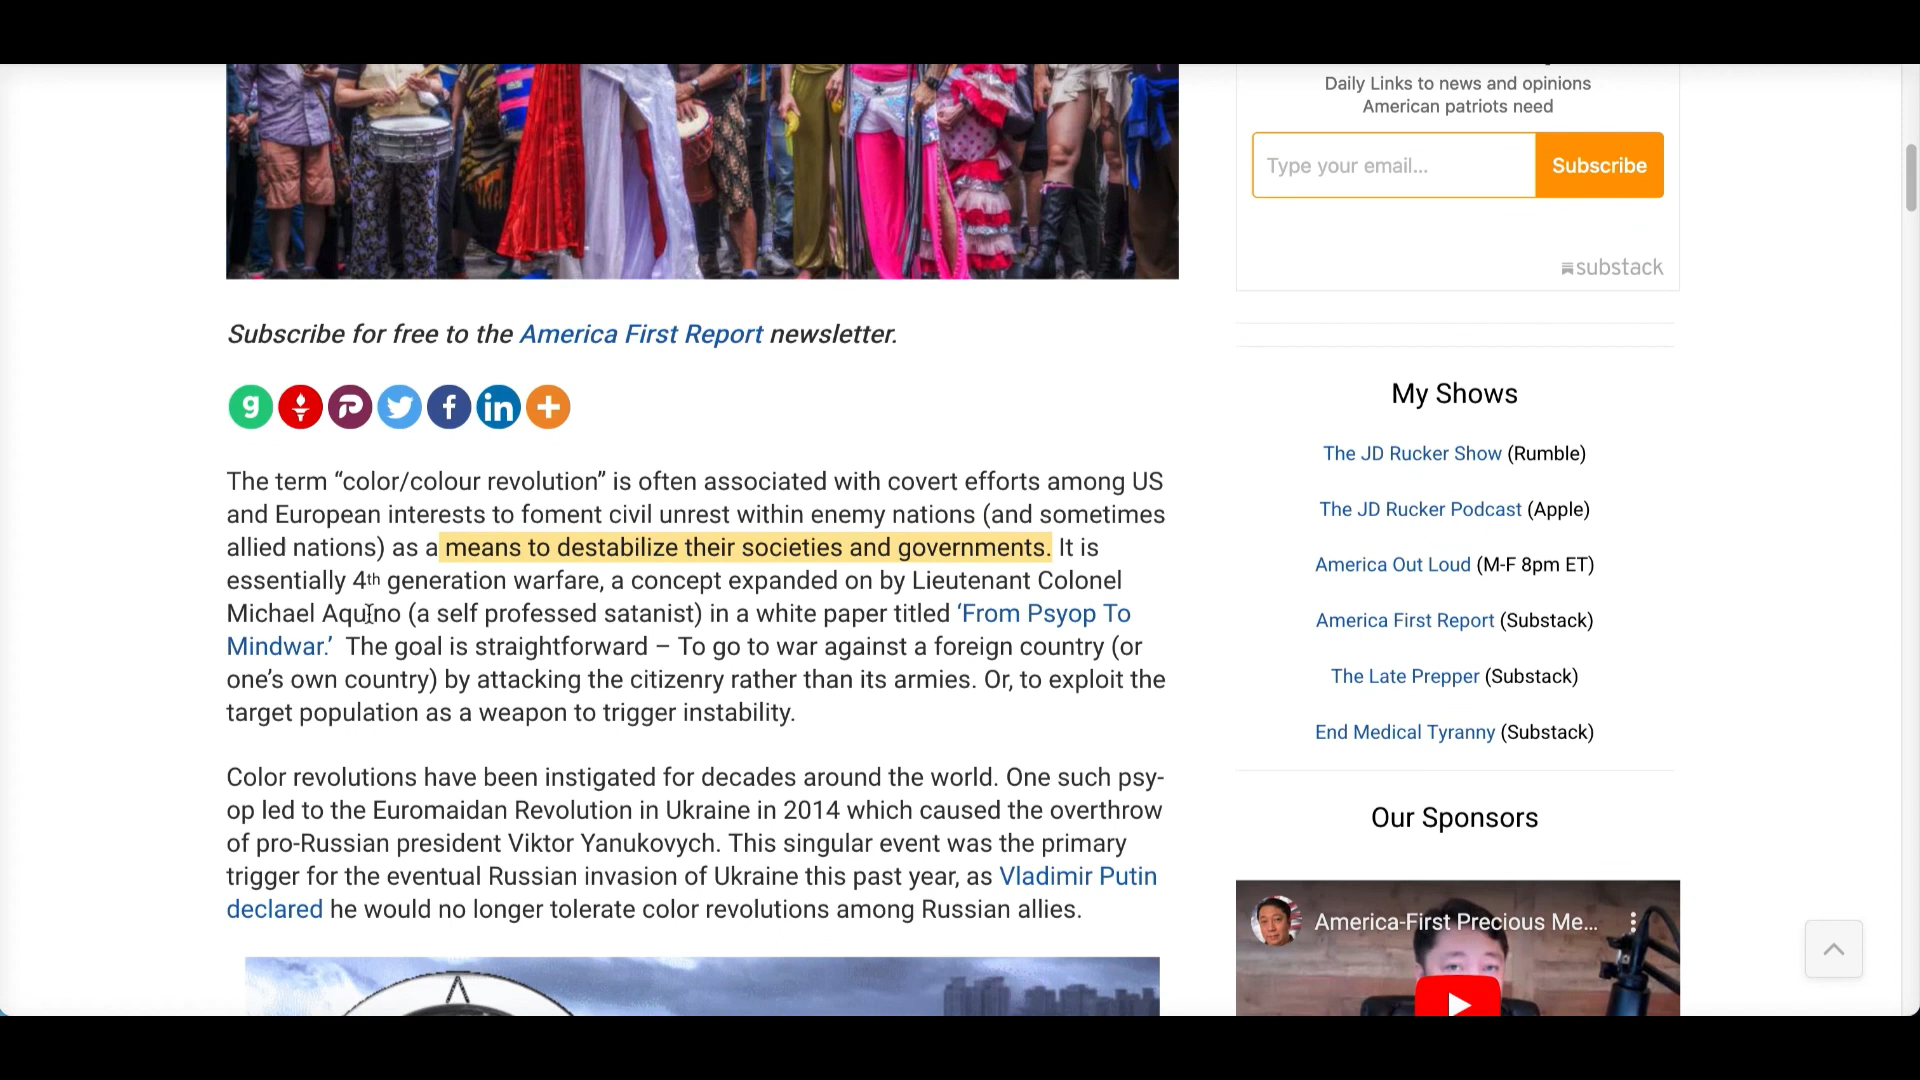 Daily Links to news and opinions
American patriots need
Type your email...
Subscribe
substack
Subscribe for free to the America First Report newsletter.
The term “color/colour revolution” is often associated with covert efforts among US
and European interests to foment civil unrest within enemy nations (and sometimes
allied nations) as a means to destabilize their societies and governments. It is
essentially 4th generation warfare, a concept expanded on by Lieutenant Colonel
Michael Aquino (a self professed satanist) in a white paper titled ‘From Psyop To
Mindwar.’ The goal is straightforward – To go to war against a foreign country (or
one’s own country) by attacking the citizenry rather than its armies. Or, to exploit the
target population as a weapon to trigger instability.
Color revolutions have been instigated for decades around the world. One such psy-
op led to the Euromaidan Revolution in Ukraine in 2014 which caused the overthrow
of pro-Russian president Viktor Yanukovych. This singular event was the primary
trigger for the eventual Russian invasion of Ukraine this past year, as Vladimir Putin
declared he would no longer tolerate color revolutions among Russian allies.
My Shows
The JD Rucker Show (Rumble)
The JD Rucker Podcast (Apple)
America Out Loud (M-F 8pm ET)
America First Report (Substack)
The Late Prepper (Substack)
End Medical Tyranny (Substack)
Our Sponsors
America-First Precious Me...